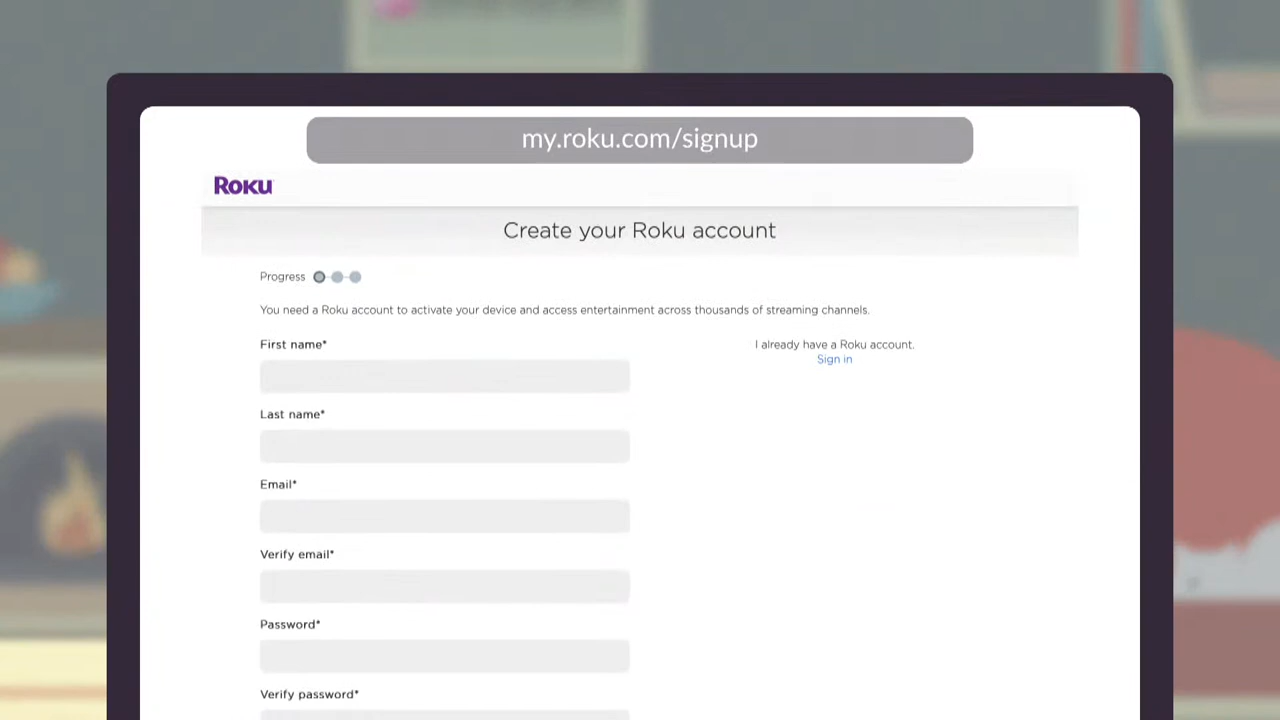 my.roku.com/signup
Roku
Create your Roku account
Progress
You need a Roku account to activate your device and access entertainment across thousands of streaming channels.
First name*
I already have a Roku account.
Sign in
Last name*
Email*
Verify email*
Password*
Verify password*